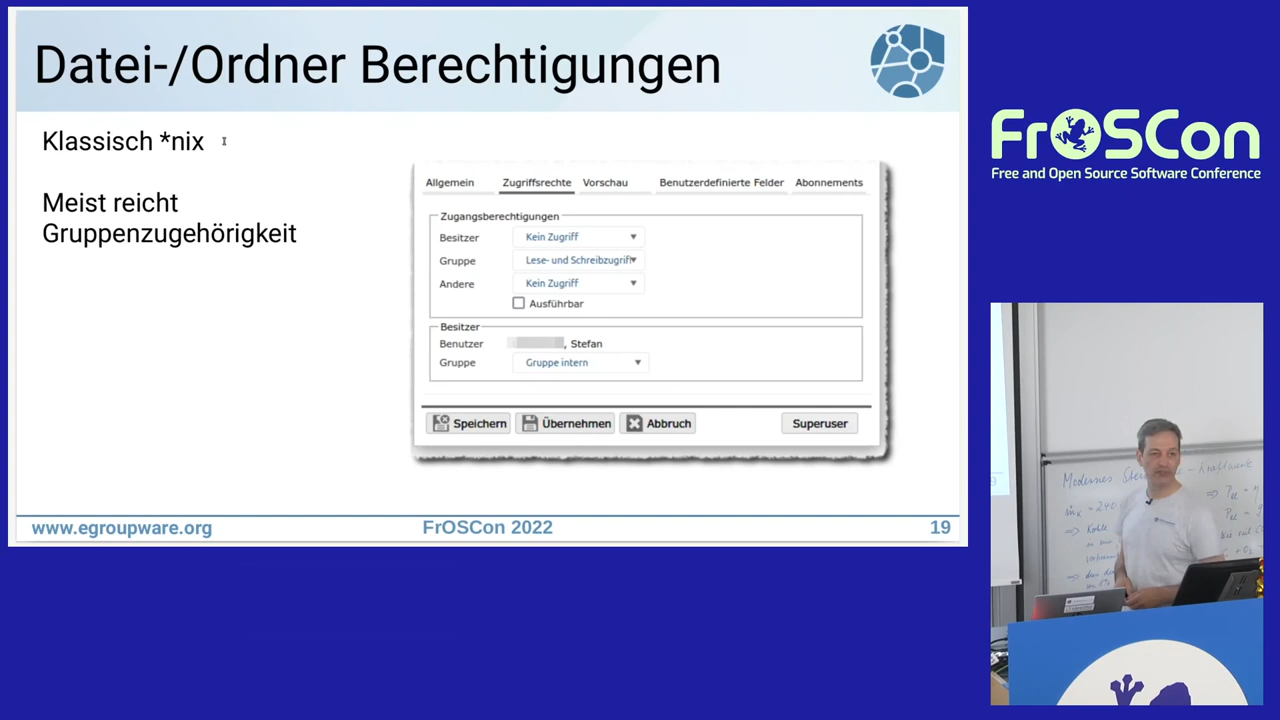 Datei-/Ordner Berechtigungen
Klassisch *nix
Meist reicht
Gruppenzugehörigkeit
Allgemein Zugriffsrechte Vorschau Benutzerdefinierte Felder Abonnements
Zugangsberechtigungen
Besitzer Kein Zugriff
Gruppe Lese- und Schreibzugriff
Andere Kein Zugriff
Ausführbar
Besitzer
Benutzer , Stefan
Gruppe Gruppe intern
Speichern Übernehmen Abbruch Superuser
www.egroupware.org FrOSCon 2022 19
FrOSCon
Free and Open Source Software Conference
Modernes
Kohle